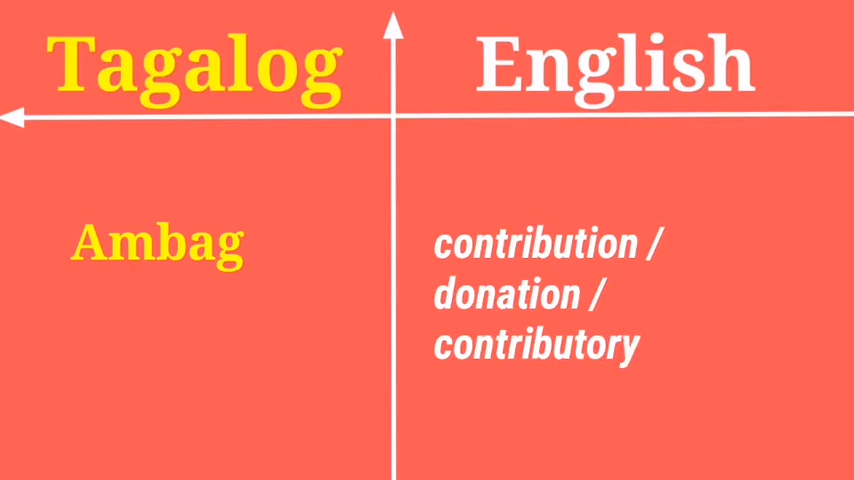 Tagalog
English
Ambag
contribution /
donation /
contributory